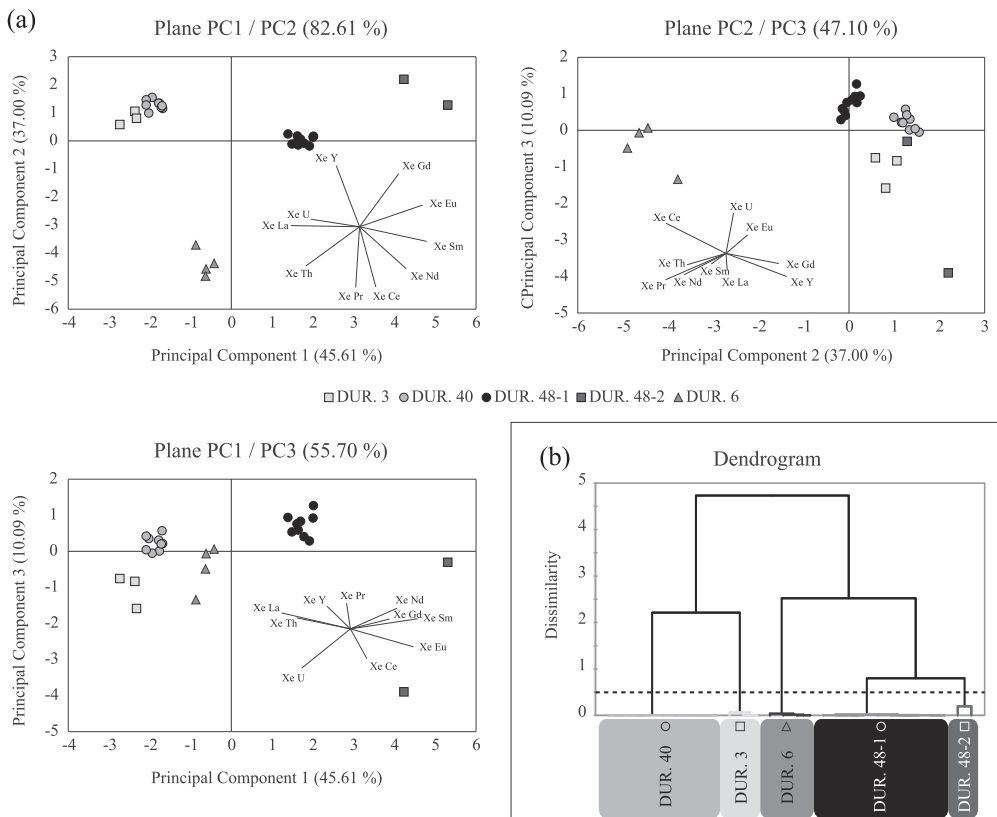 (a)
Plane PC1 / PC2 (82.61 %)
Principal Component 2 (37.00 %)
3
2
1
0
-1
-2
-3
-4
-5
-6
Xe Y
Xe Gd
Xe U
Xe Eu
Xe La
Xe Sm
Xe Th
Xe Nd
Xe Pr
Xe Ce
-4 -3 -2 -1 0 1 2 3 4 5 6
Principal Component 1 (45.61 %)
Plane PC2 / PC3 (47.10 %)
CPrincipal Component 3 (10.09 %)
2
1
0
-1
-2
-3
-4
-5
Xe U
Xe Ce
Xe Eu
Xe Th
Xe Sm
Xe Gd
Xe Pr
Xe Nd
Xe La
Xe Y
-6 -5 -4 -3 -2 -1 0 1 2 3
Principal Component 2 (37.00 %)
DUR. 3 DUR. 40 DUR. 48-1 DUR. 48-2 DUR. 6
Plane PC1 / PC3 (55.70 %)
Principal Component 3 (10.09 %)
2
1
0
-1
-2
-3
-4
-5
Xe Y
Xe Pr
Xe Nd
Xe La
Xe Gd
Xe Sm
Xe Th
Xe Eu
Xe U
Xe Ce
-4 -3 -2 -1 0 1 2 3 4 5 6
Principal Component 1 (45.61 %)
(b)
Dendrogram
Dissimilarity
5
4
3
2
1
0
DUR. 40
DUR. 3
DUR. 6
DUR. 48-1
DUR. 48-2